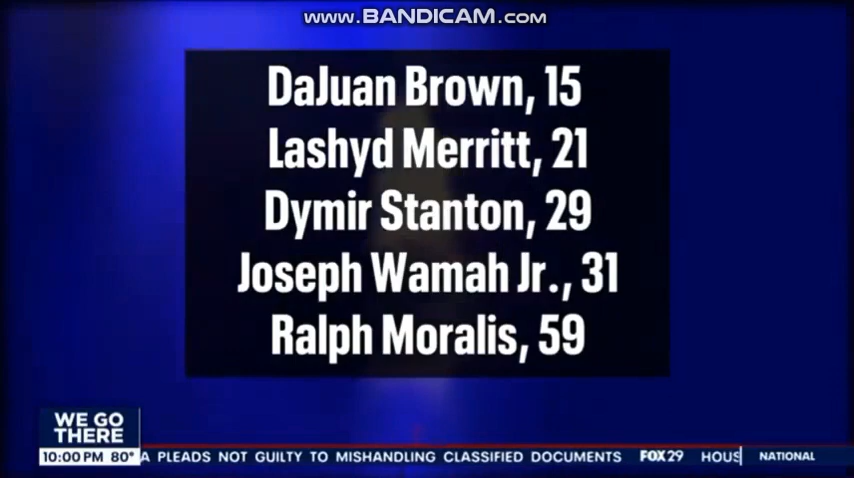 www.BANDICAM.com
DaJuan Brown, 15
Lashyd Merritt, 21
Dymir Stanton, 29
Joseph Wamah Jr., 31
Ralph Moralis, 59
WE GO
THERE
10:00 PM 80° A PLEADS NOT GUILTY TO MISHANDLING CLASSIFIED DOCUMENTS FOX29 HOUS NATIONAL